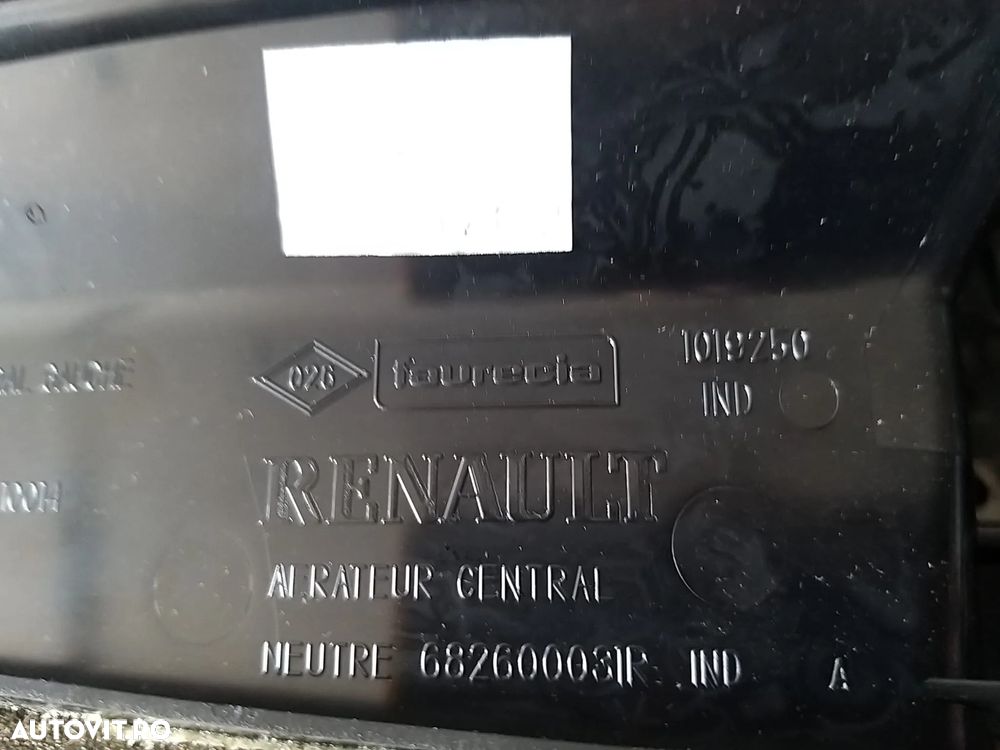 026 faurecia 1019250
IND
RENAULT
AERATEUR CENTRAL
NEUTRE 682600031R IND A
AUTOVIT.RO